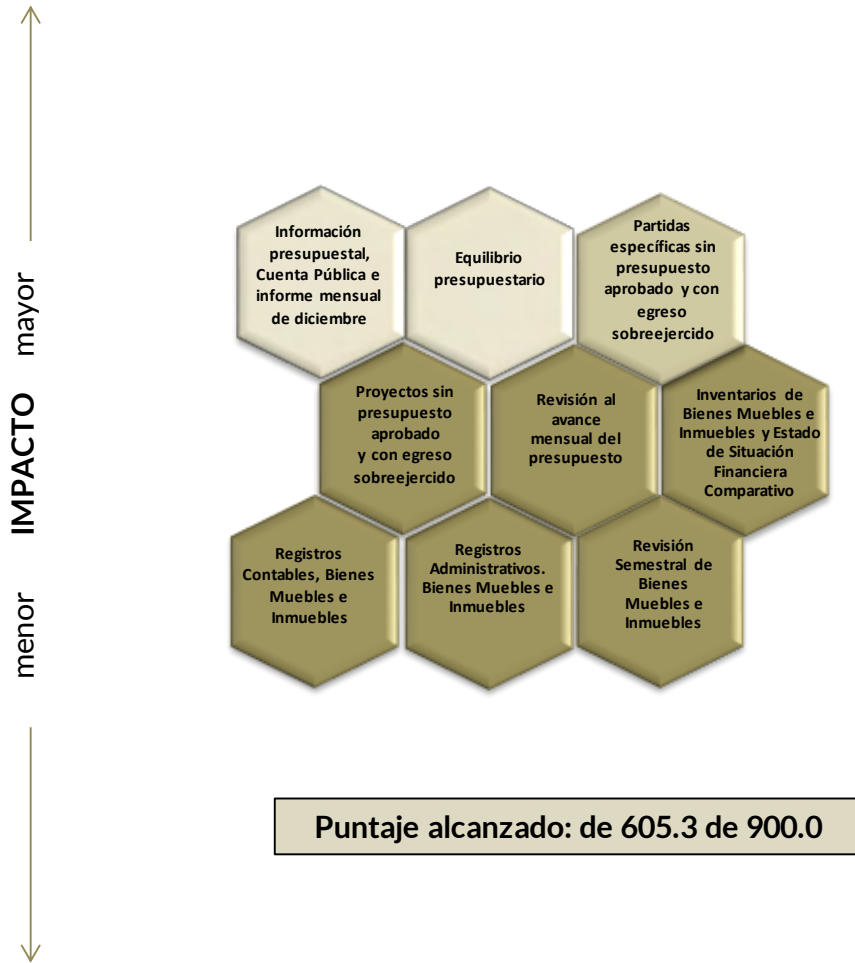 IMPACTO
mayor
menor
Información
presupuestal,
Cuenta Pública e
informe mensual
de diciembre
Equilibrio
presupuestario
Partidas
específicas sin
presupuesto
aprobado y con
egreso
sobreejercido
Proyectos sin
presupuesto
aprobado
y con egreso
sobreejercido
Revisión al
avance
mensual del
presupuesto
Inventarios de
Bienes Muebles e
Inmuebles y Estado
de Situación
Financiera
Comparativo
Registros
Contables, Bienes
Muebles e
Inmuebles
Registros
Administrativos.
Bienes Muebles e
Inmuebles
Revisión
Semestral de
Bienes
Muebles e
Inmuebles
Puntaje alcanzado: de 605.3 de 900.0